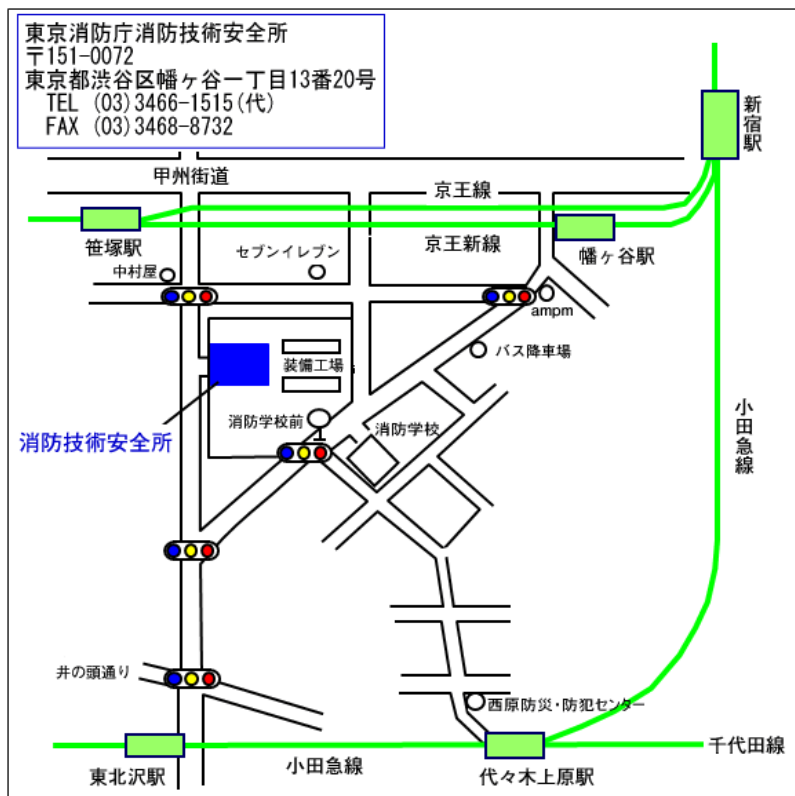 東京消防庁消防技術安全所
〒151-0072
東京都渋谷区幡ヶ谷一丁目13番20号
TEL (03)3466-1515(代)
FAX (03)3468-8732
新宿駅
甲州街道
京王線
笹塚駅
セブンイレブン
京王新線
幡ヶ谷駅
中村屋
ampm
装備工場
バス降車場
消防学校前
消防学校
小田急線
消防技術安全所
井の頭通り
西原防災・防犯センター
千代田線
東北沢駅
小田急線
代々木上原駅